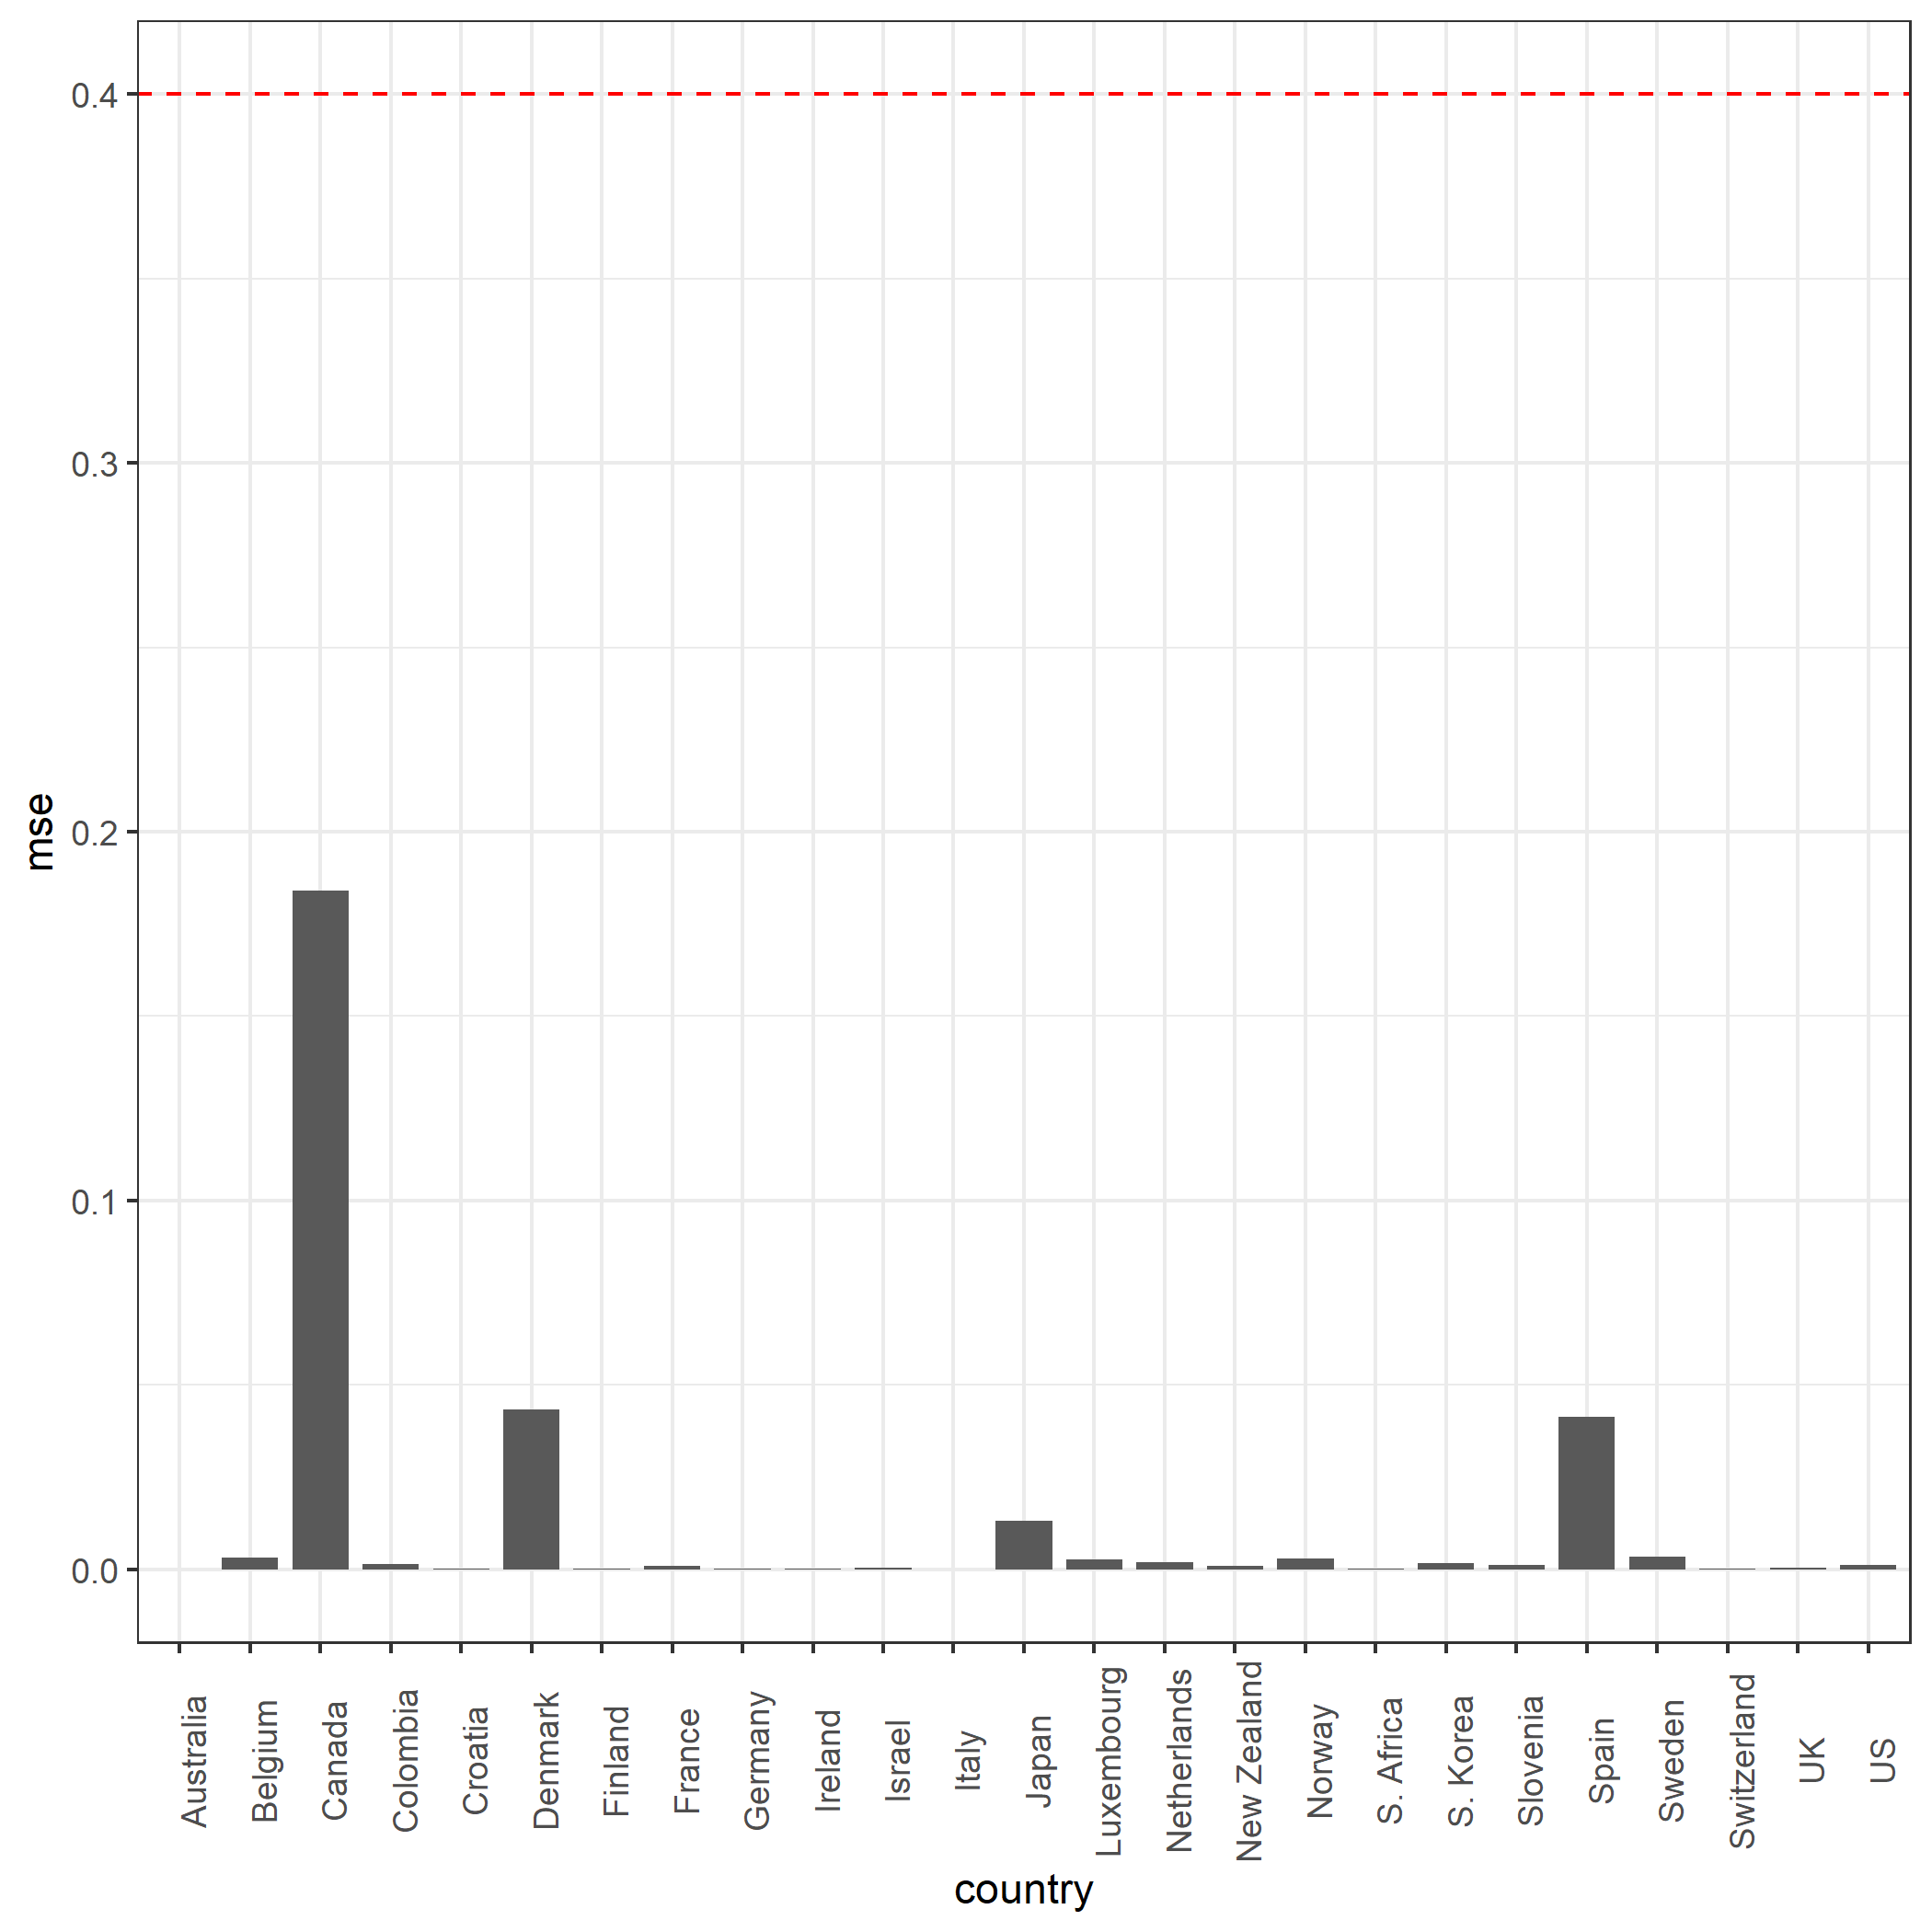 0.4
0.3
0.2
0.1
0.0
mse
Australia
Belgium
Canada
Colombia
Croatia
Denmark
Finland
France
Germany
Ireland
Israel
Italy
Japan
Luxembourg
Netherlands
New Zealand
Norway
S. Africa
S. Korea
Slovenia
Spain
Sweden
Switzerland
UK
US
country